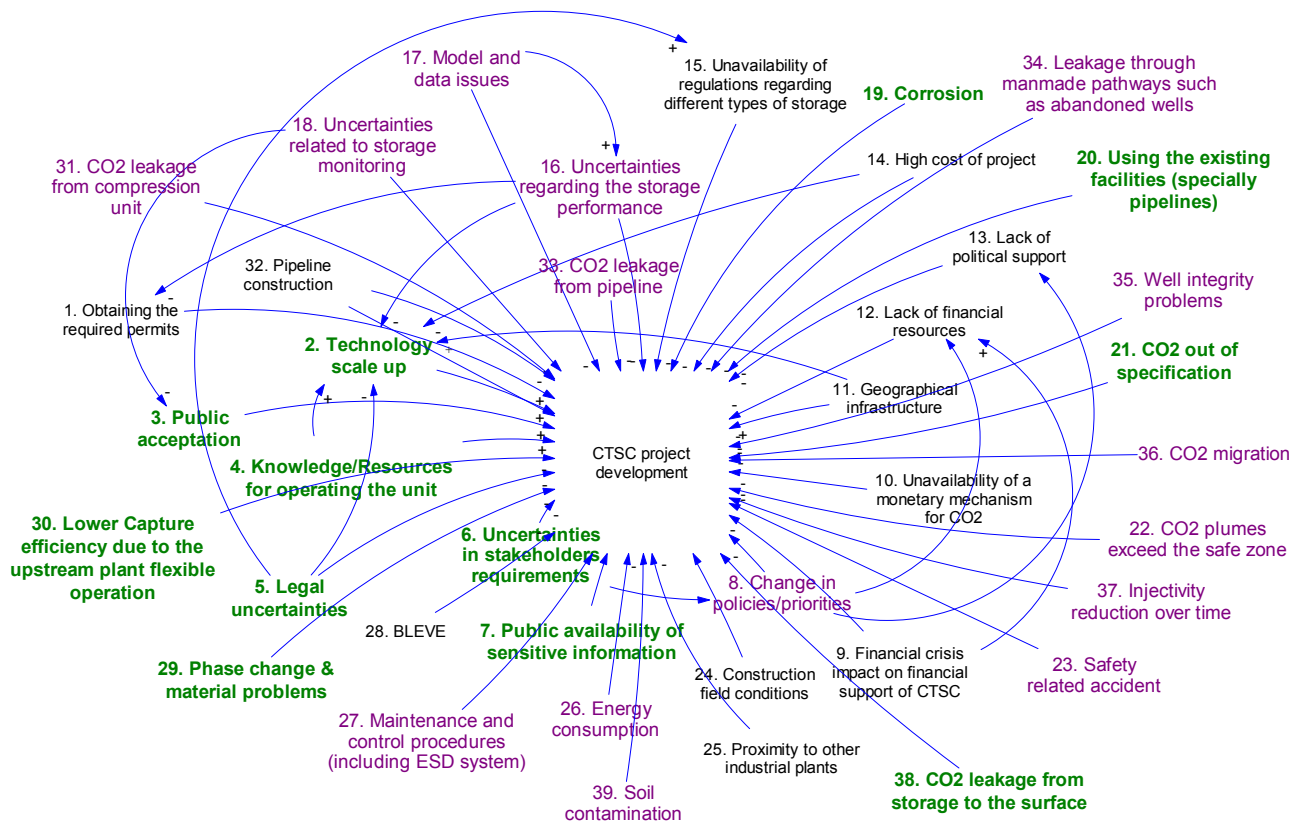 17. Model and
data issues
15. Unavailability of
regulations regarding
different types of storage
34. Leakage through
manmade pathways such
as abandoned wells
19. Corrosion
18. Uncertainties
related to storage
monitoring
31. CO2 leakage
from compression
unit
16. Uncertainties
regarding the storage
performance
14. High cost of project
20. Using the existing
facilities (specially
pipelines)
13. Lack of
political support
32. Pipeline
construction
33. CO2 leakage
from pipeline
35. Well integrity
problems
1. Obtaining the
required permits
12. Lack of financial
resources
2. Technology
scale up
21. CO2 out of
specification
11. Geographical
infrastructure
3. Public
acceptation
CTSC project
development
36. CO2 migration
4. Knowledge/Resources
for operating the unit
10. Unavailability of a
monetary mechanism
for CO2
30. Lower Capture
efficiency due to the
upstream plant flexible
operation
6. Uncertainties
in stakeholders
requirements
22. CO2 plumes
exceed the safe zone
5. Legal
uncertainties
8. Change in
policies/priorities
37. Injectivity
reduction over time
28. BLEVE
7. Public availability of
sensitive information
9. Financial crisis
impact on financial
support of CTSC
29. Phase change &
material problems
24. Construction
field conditions
23. Safety
related accident
27. Maintenance and
control procedures
(including ESD system)
26. Energy
consumption
25. Proximity to other
industrial plants
39. Soil
contamination
38. CO2 leakage from
storage to the surface